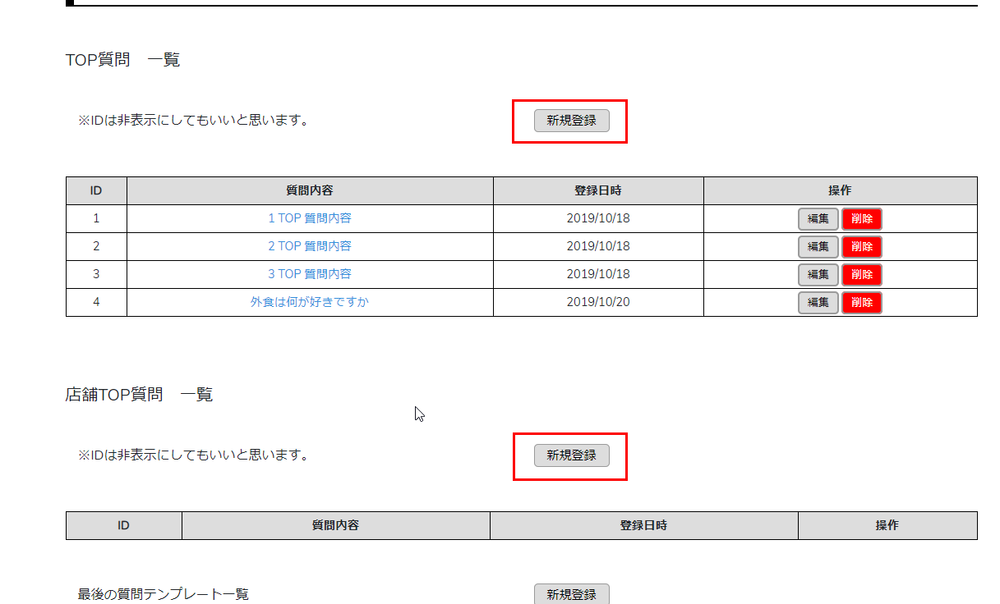 TOP質問　一覧
※IDは非表示にしてもいいと思います。 新規登録
ID 質問内容 登録日時 操作
1 1 TOP 質問内容 2019/10/18 編集 削除
2 2 TOP 質問内容 2019/10/18 編集 削除
3 3 TOP 質問内容 2019/10/18 編集 削除
4 外食は何が好きですか 2019/10/20 編集 削除
店舗TOP質問　一覧
※IDは非表示にしてもいいと思います。 新規登録
ID 質問内容 登録日時 操作
最後の質問テンプレート一覧 新規登録